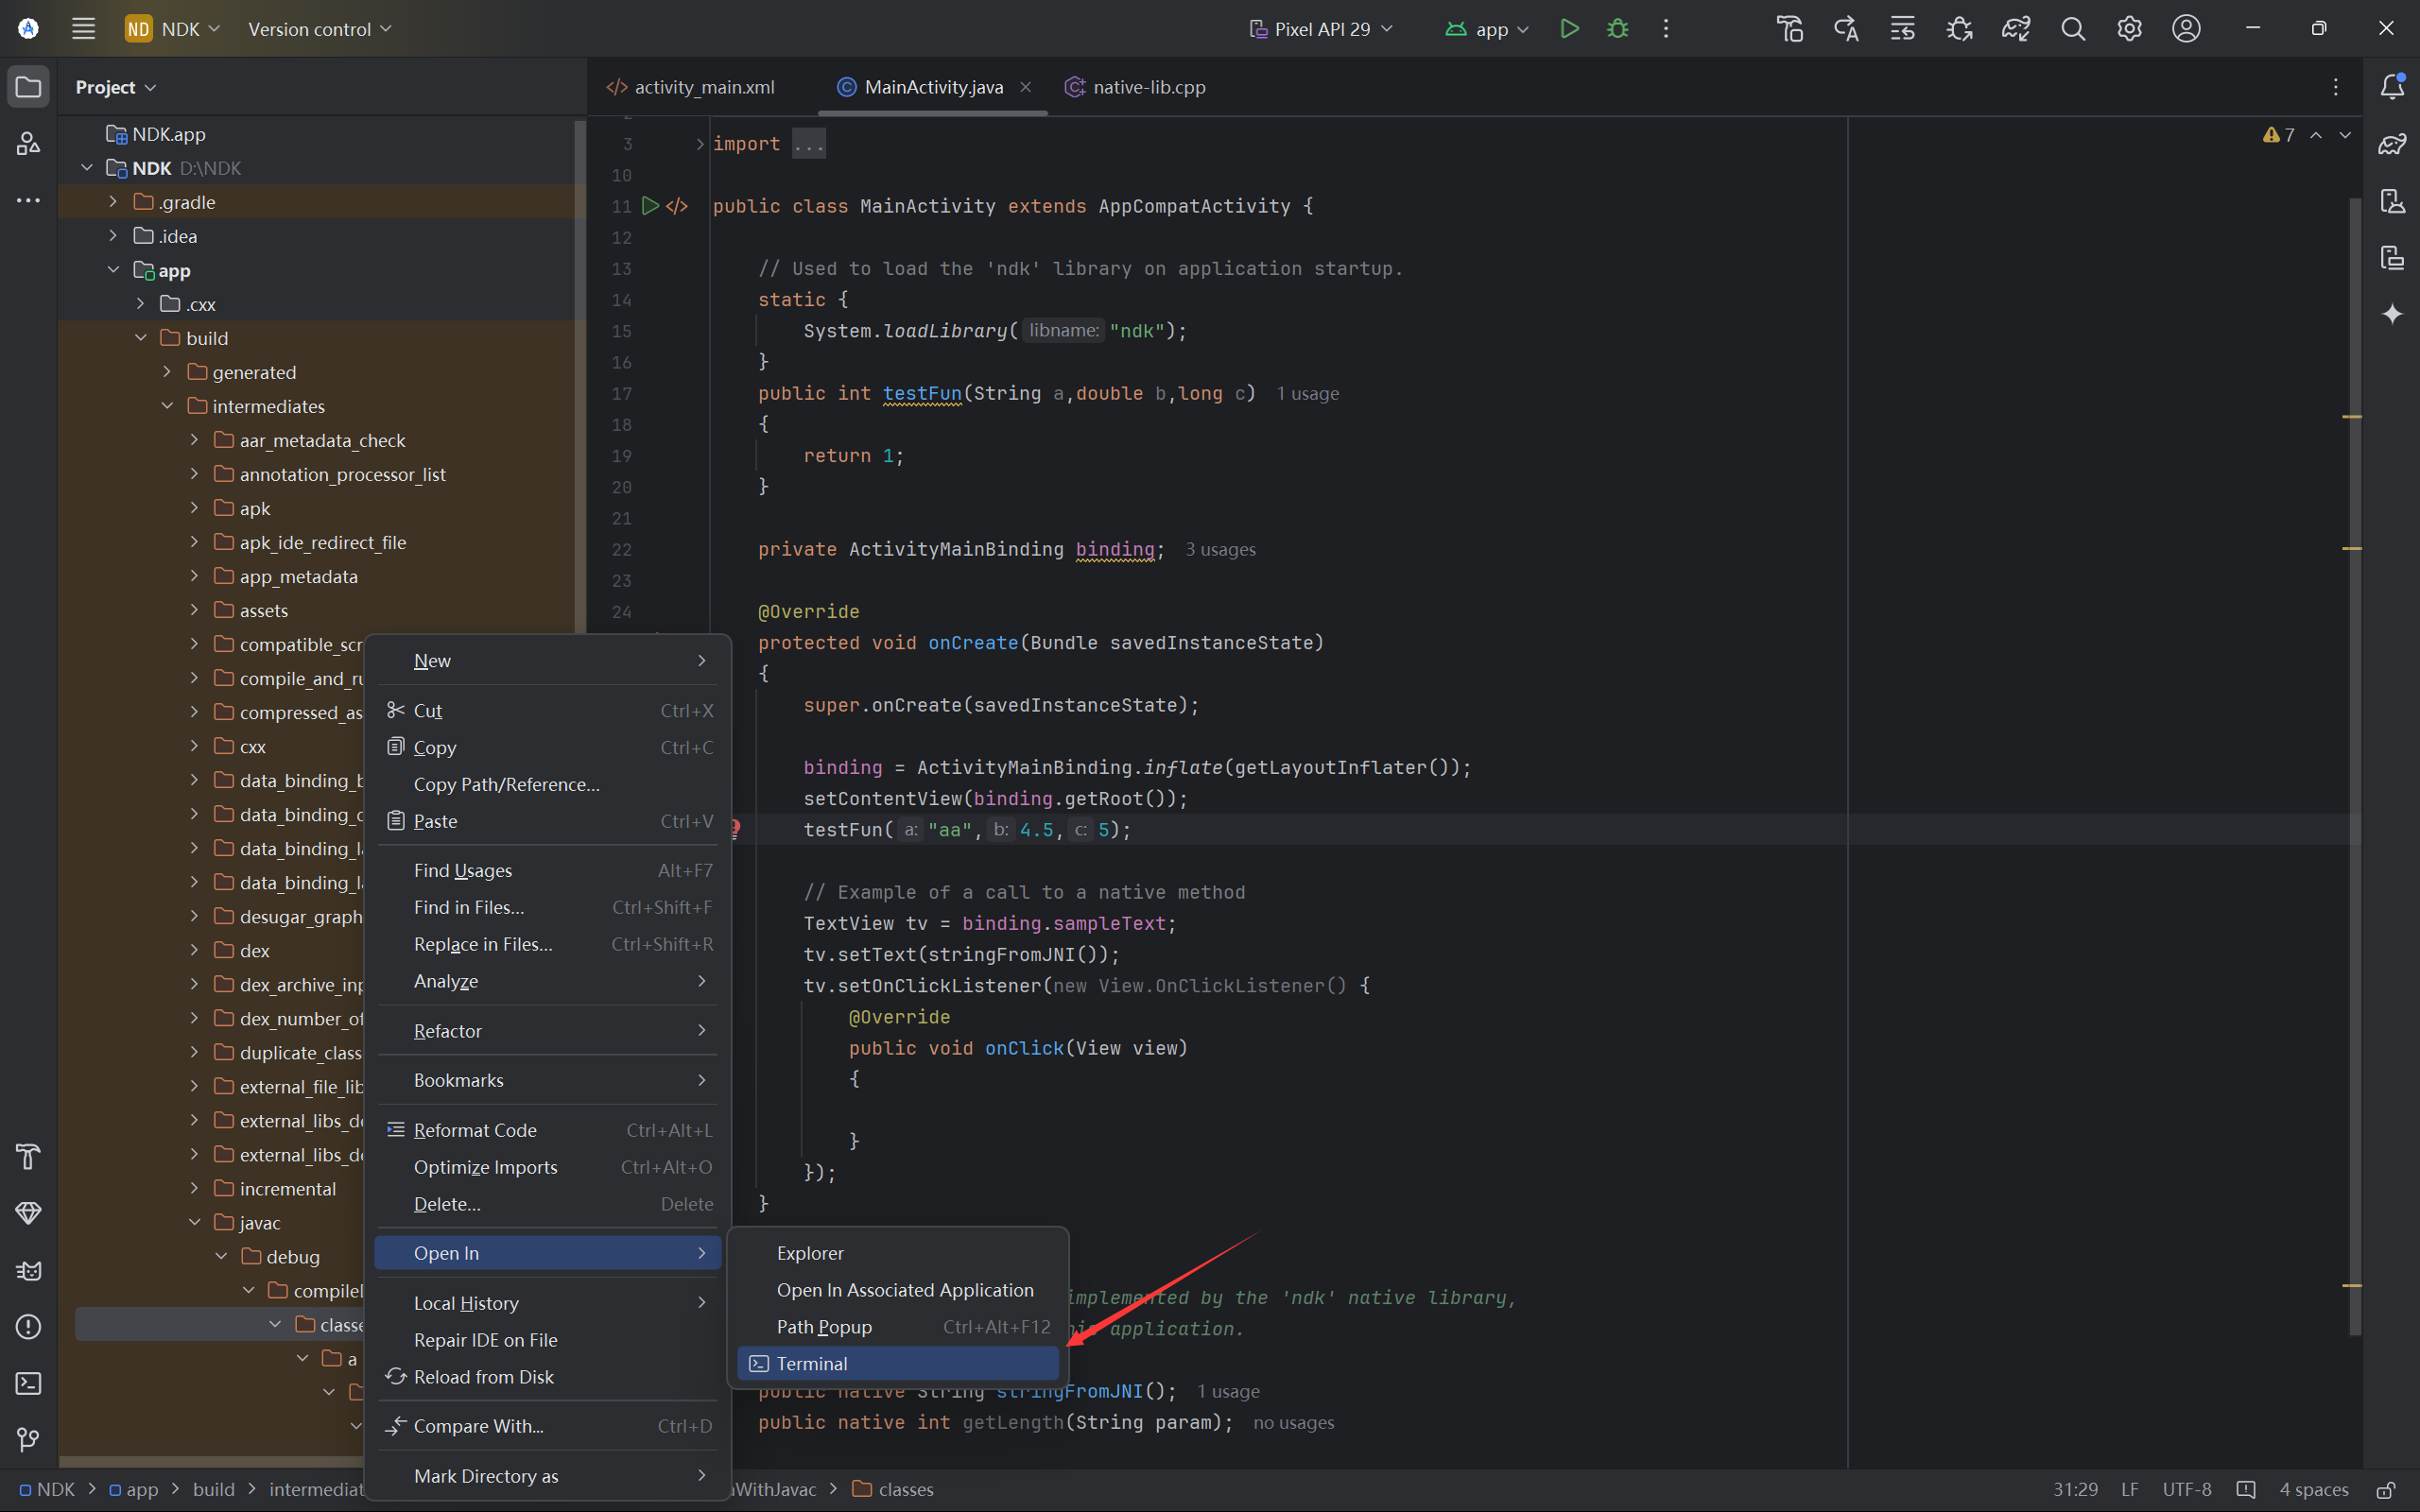 ND NDK Version control Pixel API 29 app
Project
activity_main.xml MainActivity.java native-lib.cpp
NDK.app
NDK D:\NDK
.gradle
.idea
app
.cxx
build
generated
intermediates
aar_metadata_check
annotation_processor_list
apk
apk_ide_redirect_file
app_metadata
assets
compatible_scr
compile_and_ru
compressed_as
cxx
data_binding_b
data_binding_
data_binding_l
data_binding_l
desugar_graph
dex
dex_archive_inp
dex_number_of
duplicate_class
external_file_lib
external_libs_d
external_libs_d
incremental
javac
debug
compile
classe
a
New
Cut Ctrl+X
Copy Ctrl+C
Copy Path/Reference...
Paste Ctrl+V
Find Usages Alt+F7
Find in Files... Ctrl+Shift+F
Replace in Files... Ctrl+Shift+R
Analyze
Refactor
Bookmarks
Reformat Code Ctrl+Alt+L
Optimize Imports Ctrl+Alt+O
Delete... Delete
Open In
Local History
Repair IDE on File
Reload from Disk
Compare With... Ctrl+D
Mark Directory as
Explorer
Open In Associated Application
Path Popup Ctrl+Alt+F12
Terminal
7
3 import ...
10
11 public class MainActivity extends AppCompatActivity {
12
13 // Used to load the 'ndk' library on application startup.
14 static {
15 System.loadLibrary( libname: "ndk");
16 }
17 public int testFun(String a,double b,long c) 1 usage
18 {
19 return 1;
20 }
21
22 private ActivityMainBinding binding; 3 usages
23
24 @Override
protected void onCreate(Bundle savedInstanceState)
{
super.onCreate(savedInstanceState);
binding = ActivityMainBinding.inflate(getLayoutInflater());
setContentView(binding.getRoot());
testFun( a: "aa", b: 4.5, c: 5);
// Example of a call to a native method
TextView tv = binding.sampleText;
tv.setText(stringFromJNI());
tv.setOnClickListener(new View.OnClickListener() {
@Override
public void onClick(View view)
{
}
});
}
implemented by the 'ndk' native library,
application.
public native String stringFromJNI(); 1 usage
public native int getLength(String param); no usages
NDK > app > build > intermediat WithJavac > classes
31:29 LF UTF-8 4 spaces